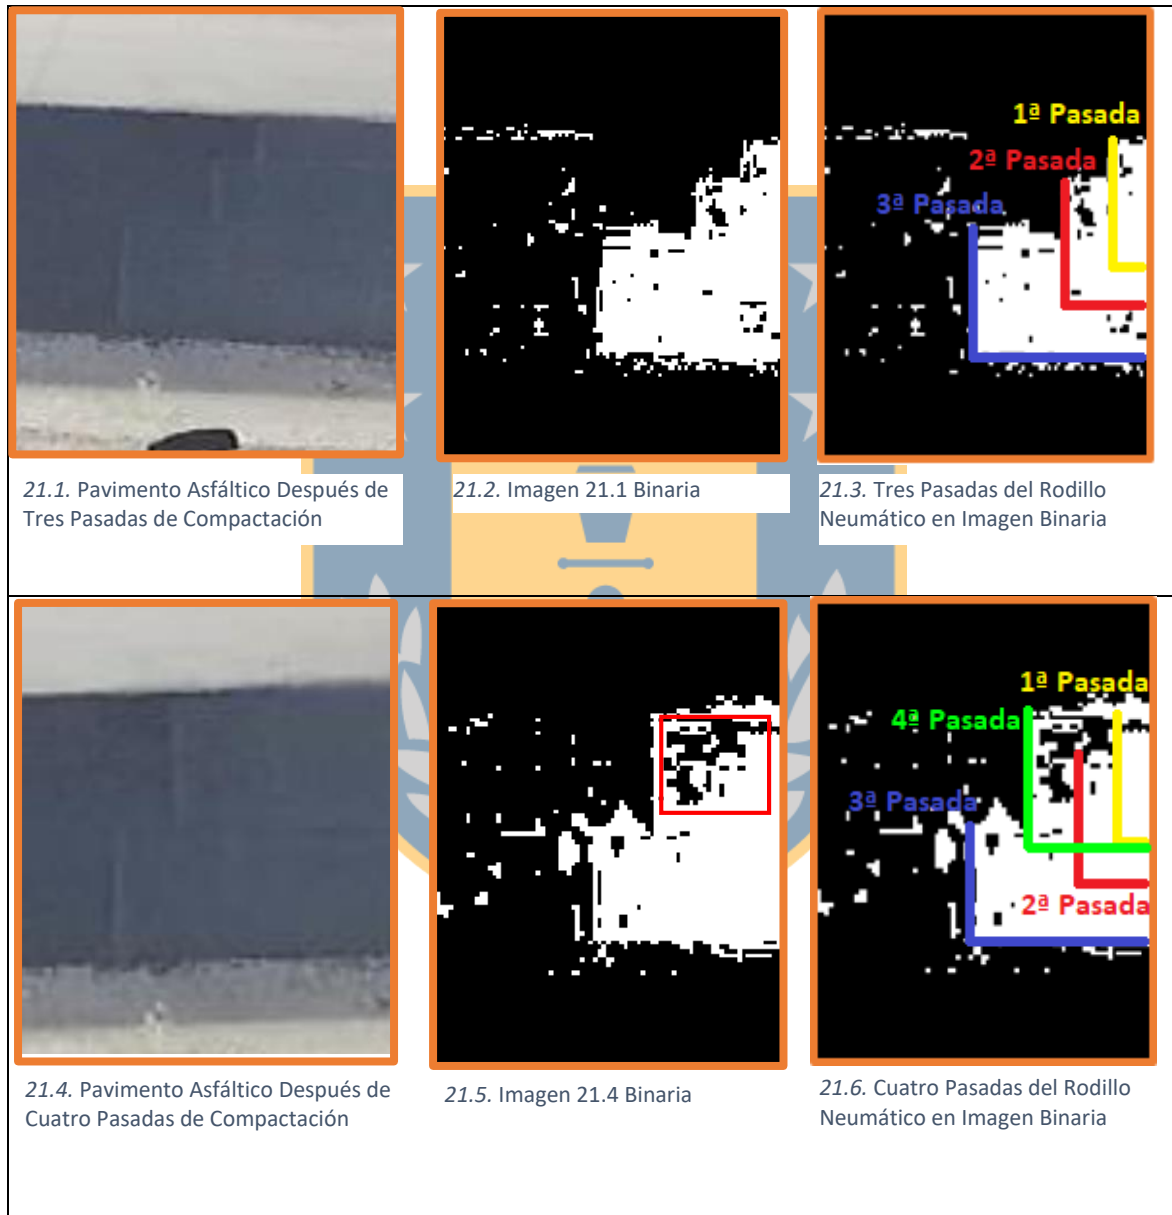 1ª Pasada
2ª Pasada
3ª Pasada
21.1. Pavimento Asfáltico Después de
Tres Pasadas de Compactación
21.2. Imagen 21.1 Binaria
21.3. Tres Pasadas del Rodillo
Neumático en Imagen Binaria
1ª Pasada
4ª Pasada
3ª Pasada
2ª Pasada
21.4. Pavimento Asfáltico Después de
Cuatro Pasadas de Compactación
21.5. Imagen 21.4 Binaria
21.6. Cuatro Pasadas del Rodillo
Neumático en Imagen Binaria